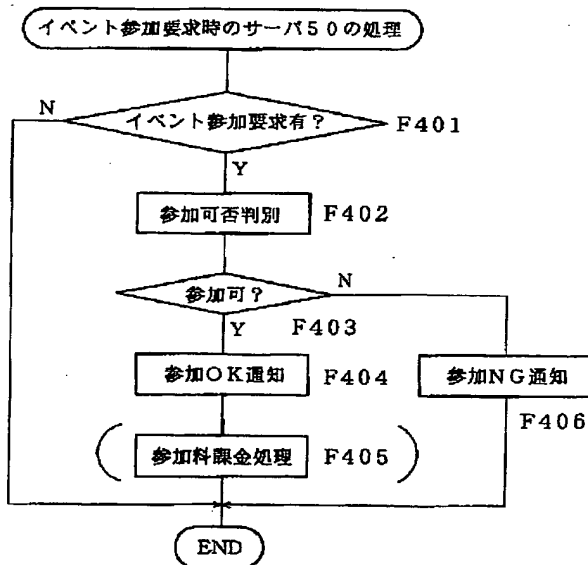 イベント参加要求時のサーバ50の処理
N
イベント参加要求有？
F401
Y
参加可否判別
F402
参加可？
N
Y
F403
参加OK通知
F404
参加NG通知
F406
(参加料課金処理 F405)
END